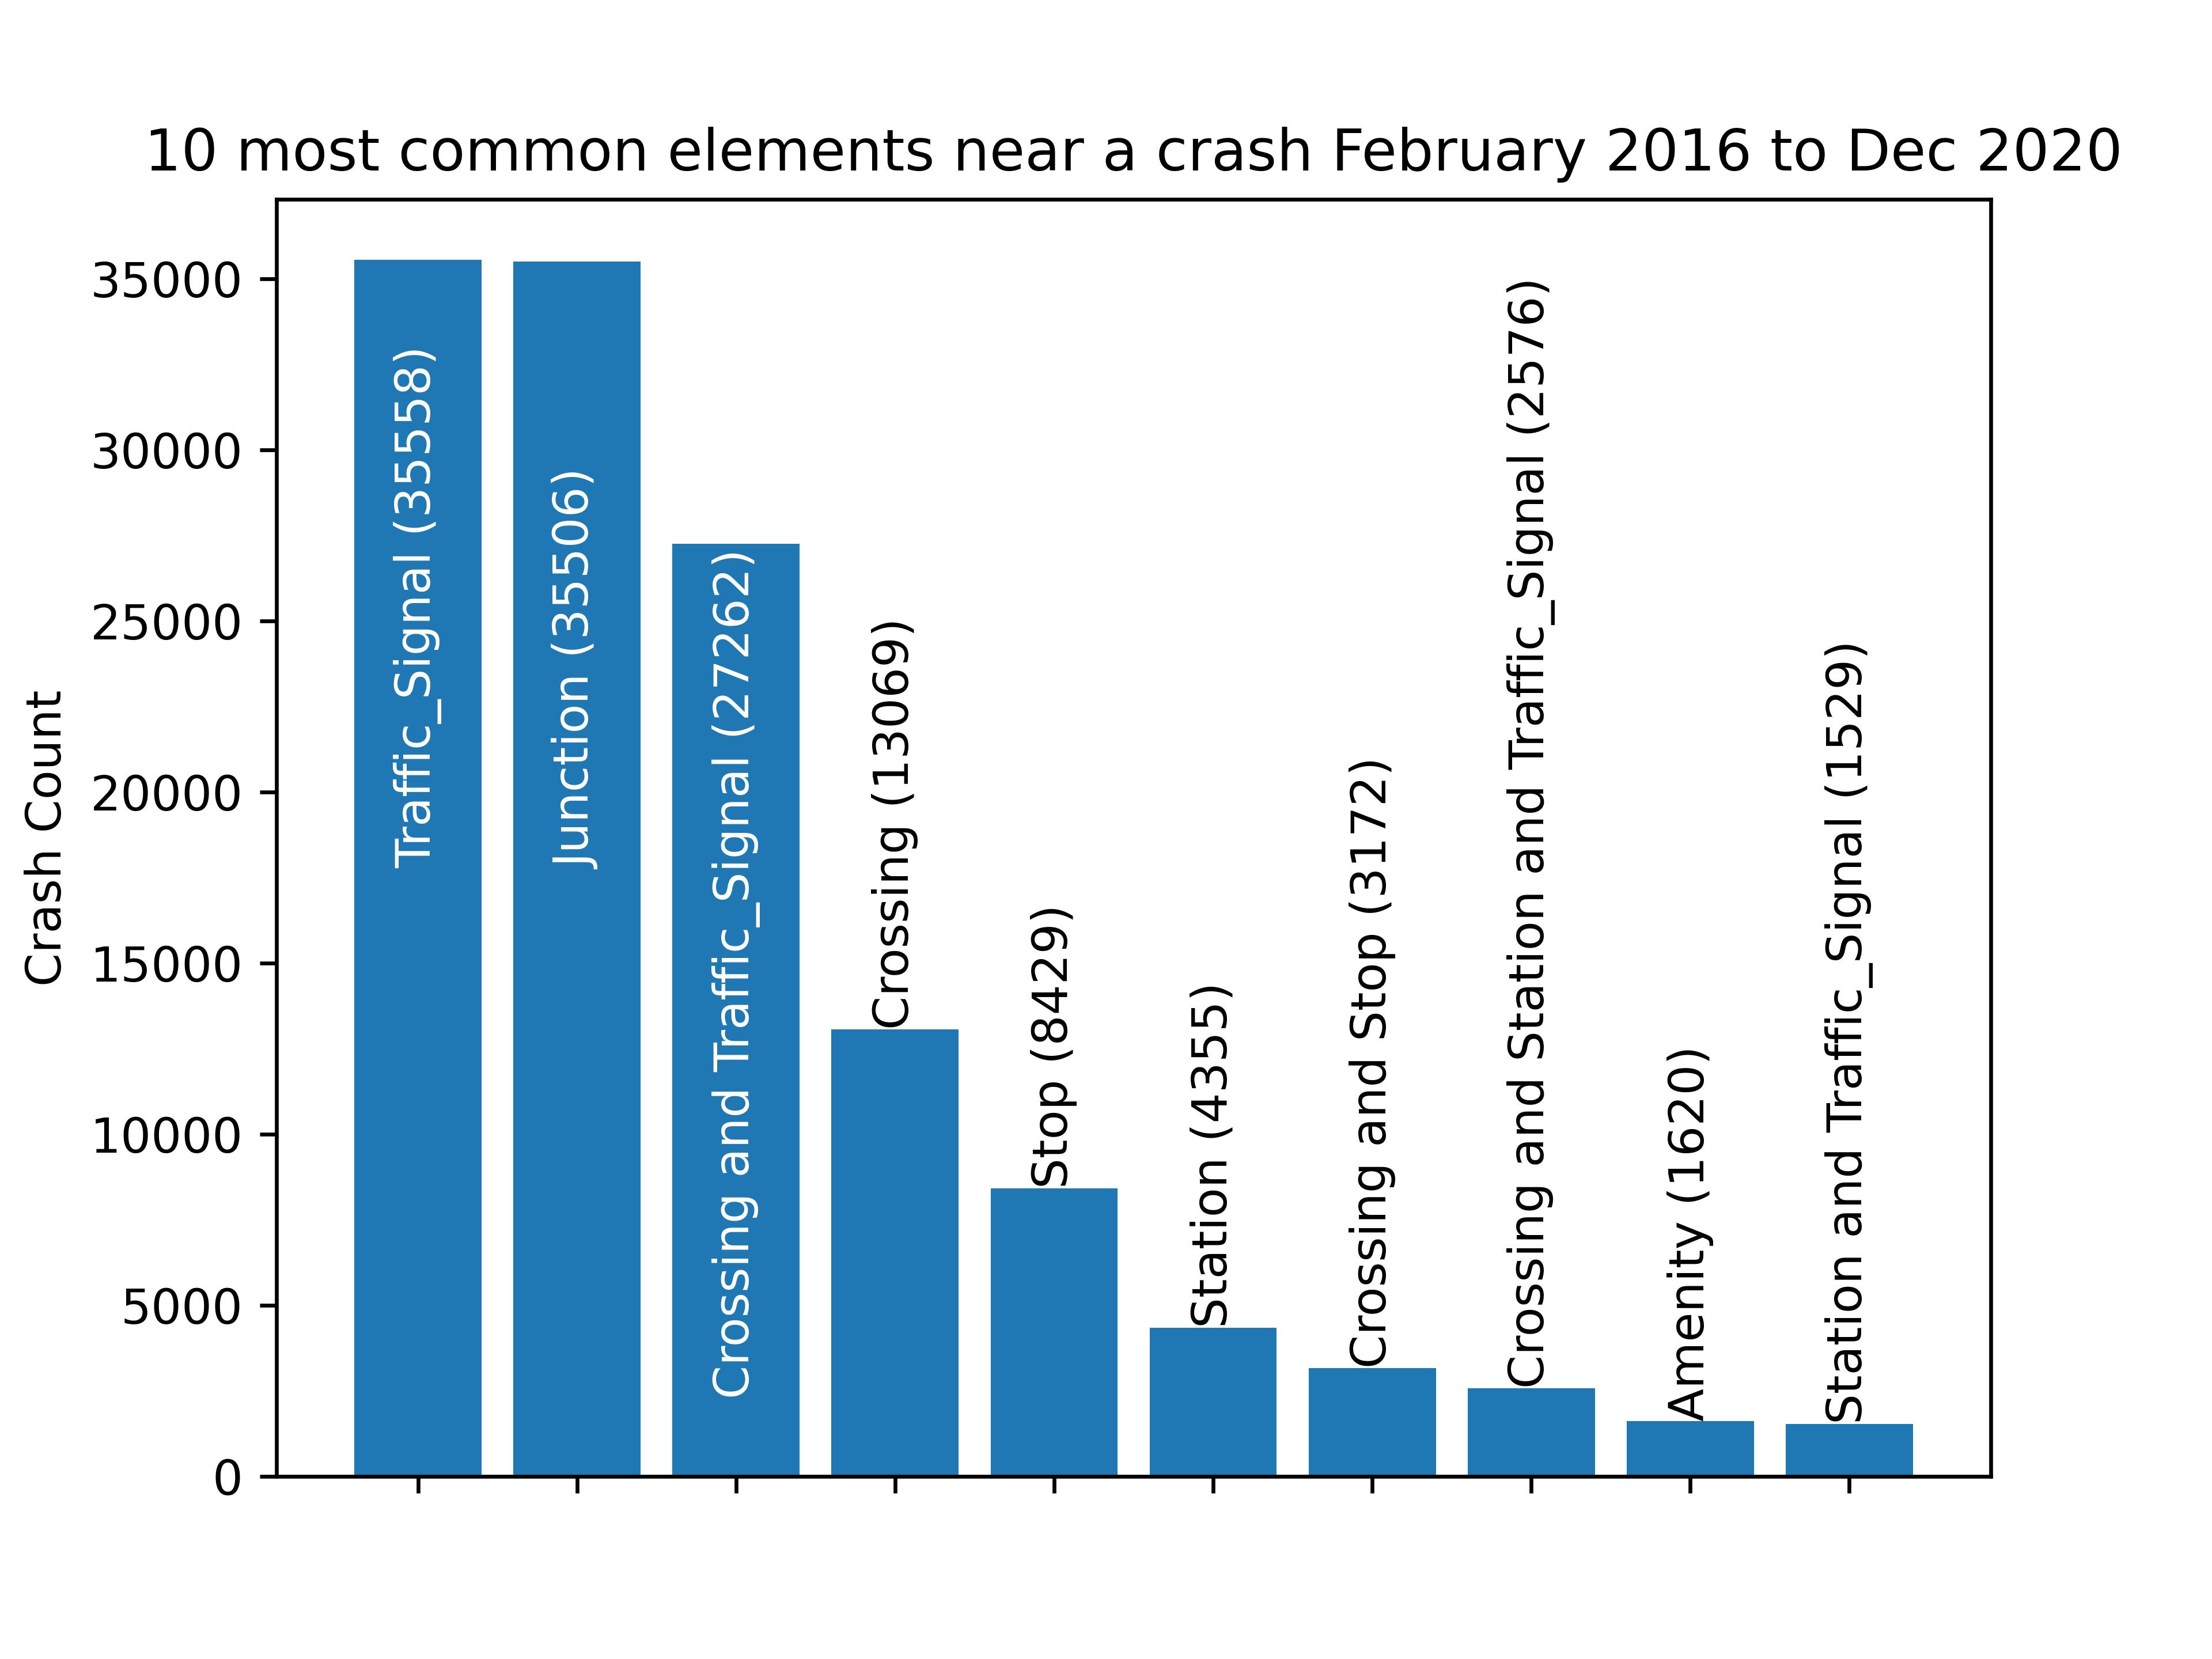 10 most common elements near a crash February 2016 to Dec 2020
Crash Count
35000
30000
25000
20000
15000
10000
5000
0
Traffic_Signal (35558)
Junction (35506)
Crossing and Traffic_Signal (27262)
Crossing (13069)
Stop (8429)
Station (4355)
Crossing and Stop (3172)
Crossing and Station and Traffic_Signal (2576)
Amenity (1620)
Station and Traffic_Signal (1529)